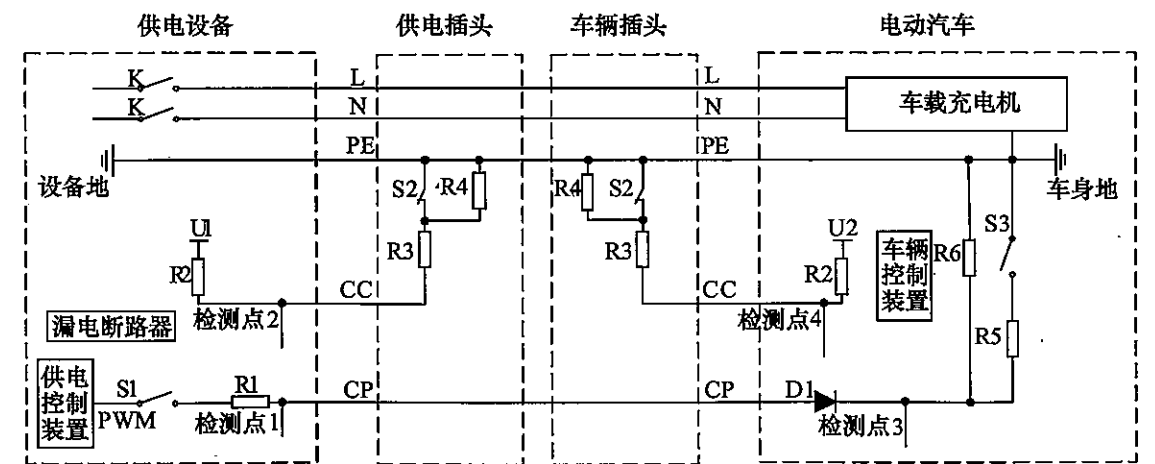 供电设备 供电插头 车辆插头 电动汽车
K L L
K N N 车载充电机
PE PE
设备地 S2 R4 R4 S2 车身地
U1 U2 S3
R3 R3 车辆控制装置 R6
R2 R2
CC CC
漏电断路器 检测点2 检测点4 R5
供电控制装置 S1 R1 CP CP D1
PWM 检测点1 检测点3